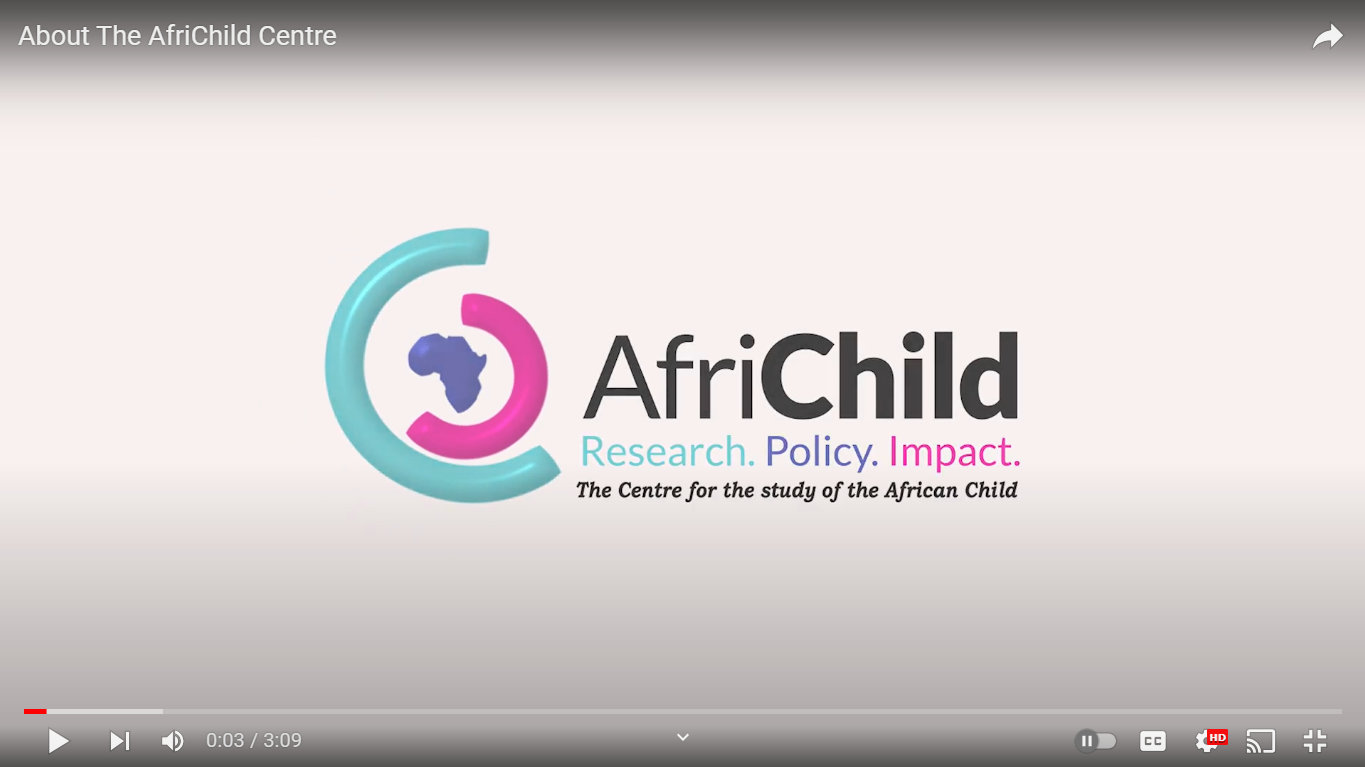 About The AfriChild Centre
AfriChild
Research. Policy. Impact.
The Centre for the study of the African Child
0:03 / 3:09
CC
HD